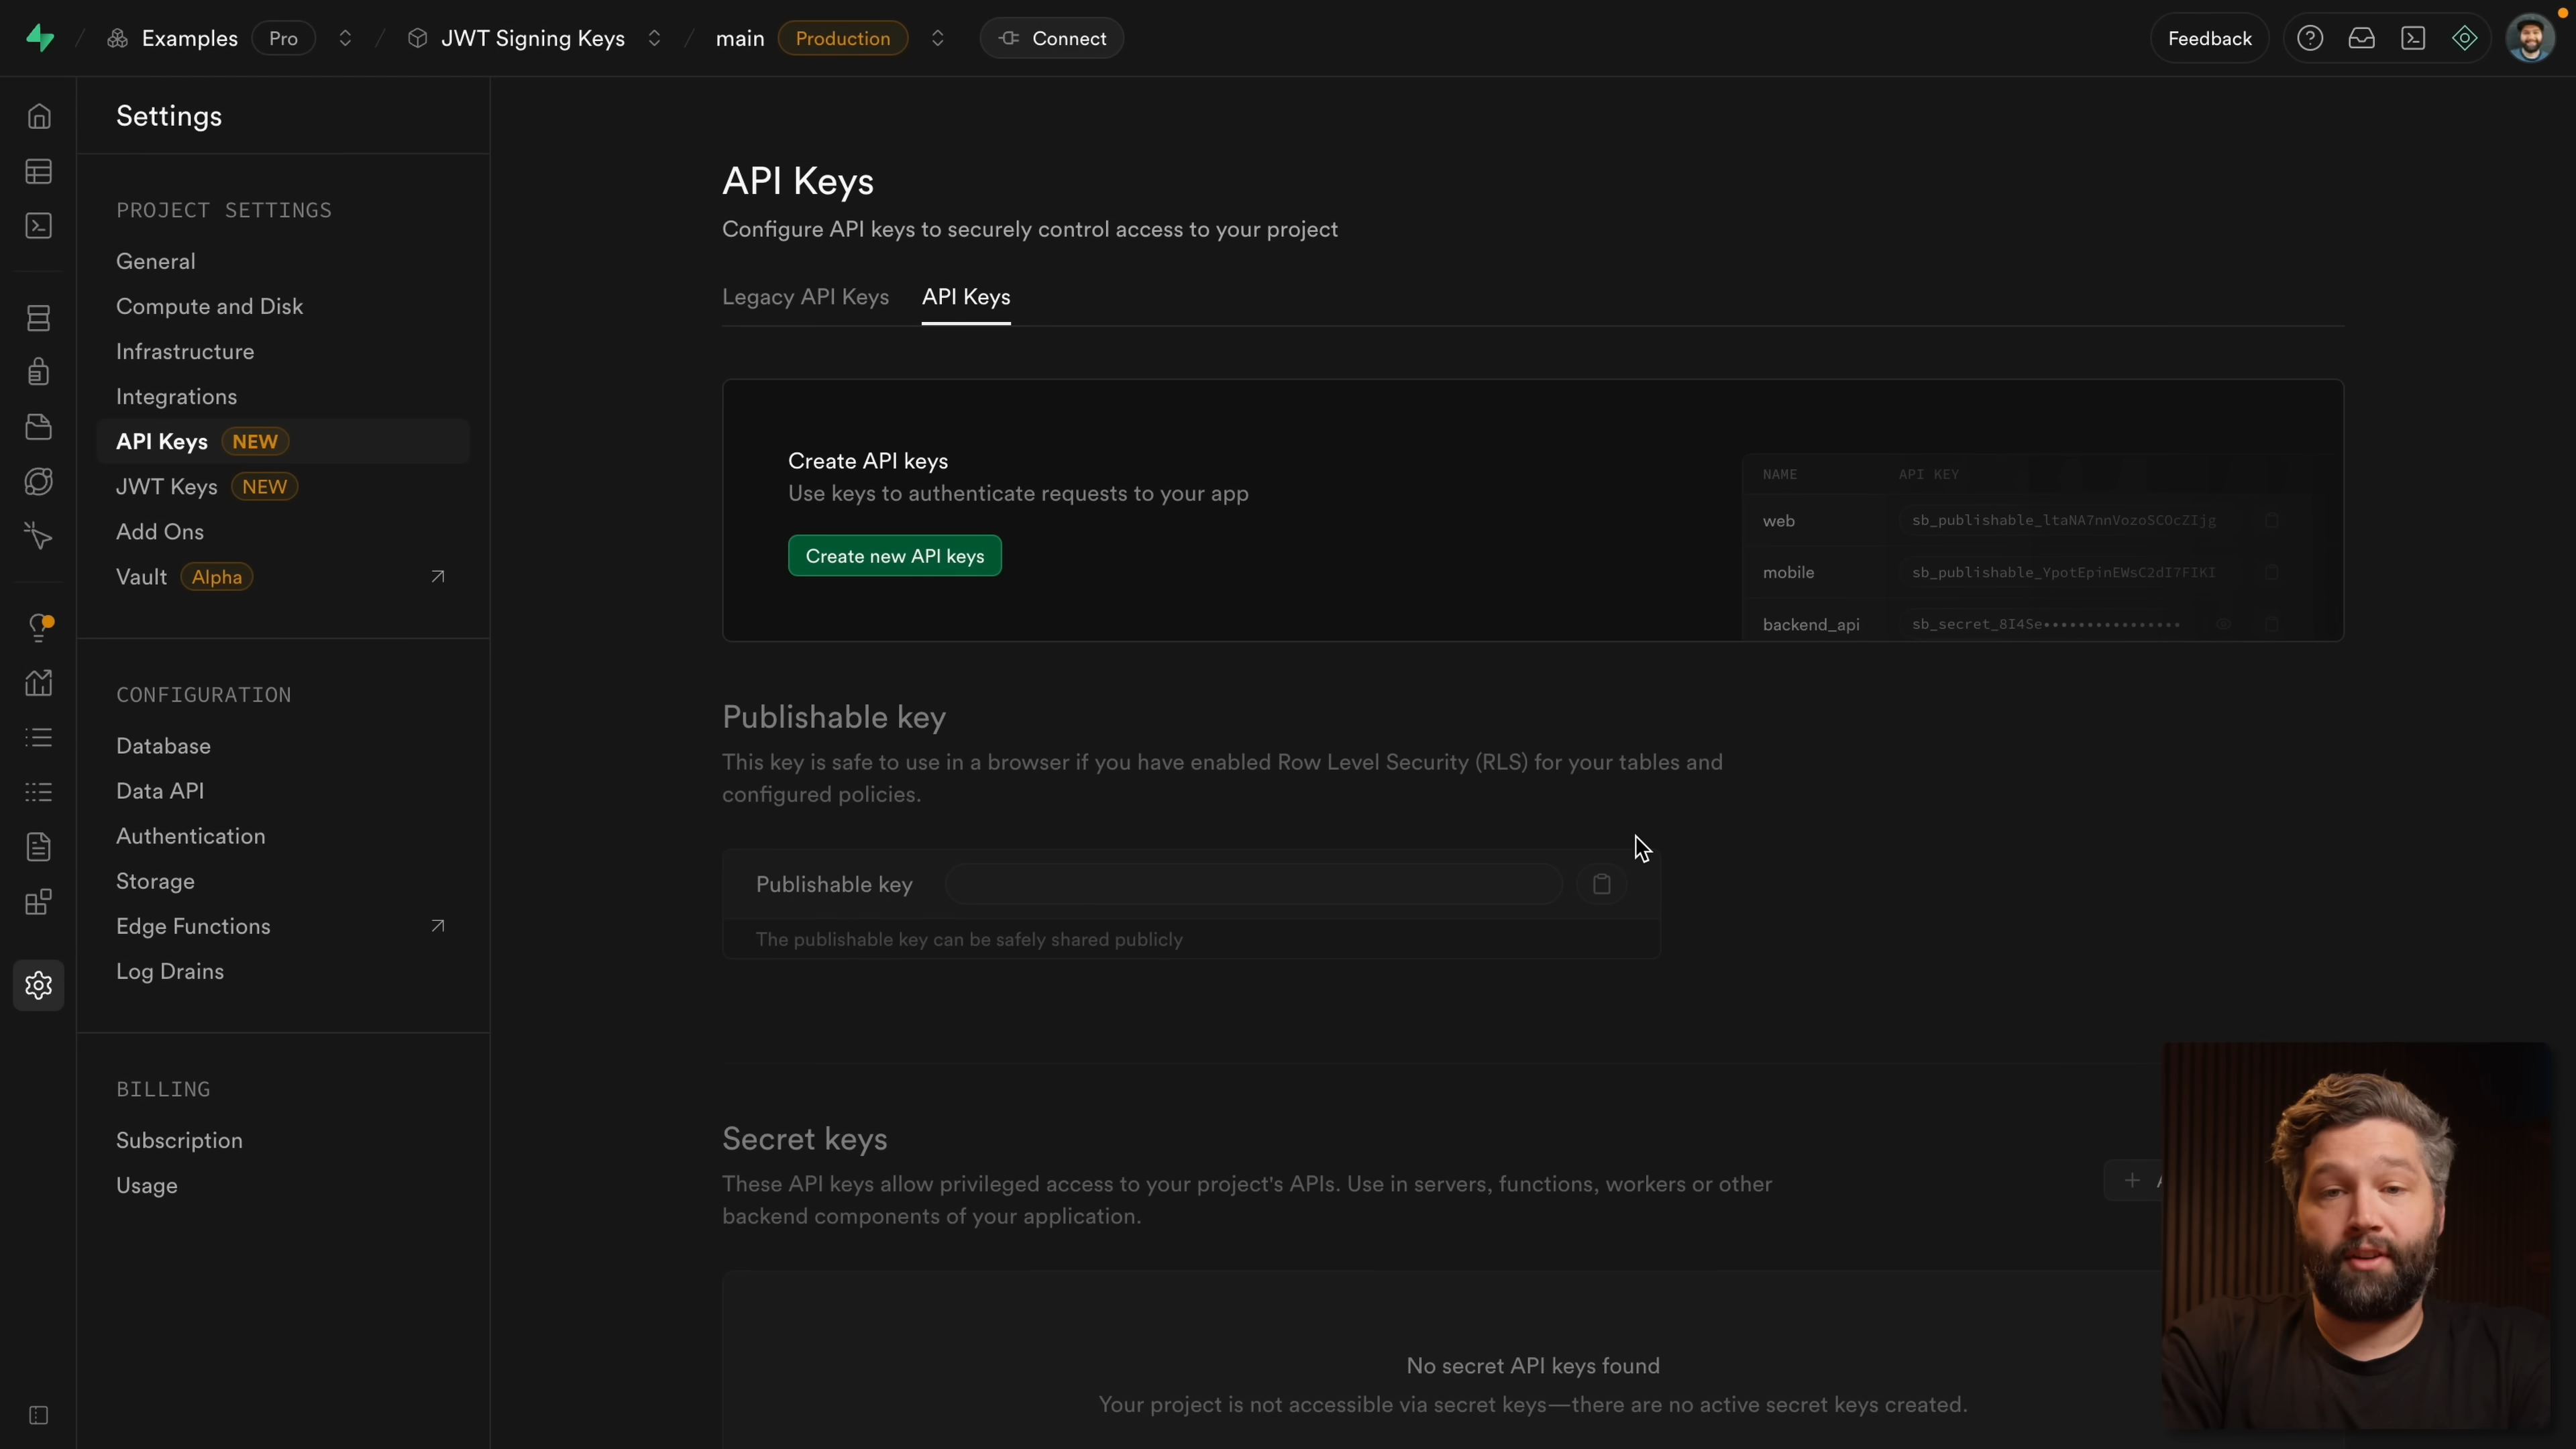 Examples Pro
JWT Signing Keys
main Production
Connect
Feedback
Settings
PROJECT SETTINGS
General
Compute and Disk
Infrastructure
Integrations
API Keys NEW
JWT Keys NEW
Add Ons
Vault Alpha
CONFIGURATION
Database
Data API
Authentication
Storage
Edge Functions
Log Drains
BILLING
Subscription
Usage
API Keys
Configure API keys to securely control access to your project
Legacy API Keys
API Keys
Create API keys
Use keys to authenticate requests to your app
Create new API keys
NAME API KEY
web sb_publishable_ltaNA7nnVozoSCOcZIjg
mobile sb_publishable_YpotEpinEWsC2dI7FIKI
backend_api sb_secret_8I4Se••••••••••••••••
Publishable key
This key is safe to use in a browser if you have enabled Row Level Security (RLS) for your tables and
configured policies.
Publishable key
The publishable key can be safely shared publicly
Secret keys
These API keys allow privileged access to your project's APIs. Use in servers, functions, workers or other
backend components of your application.
No secret API keys found
Your project is not accessible via secret keys—there are no active secret keys created.